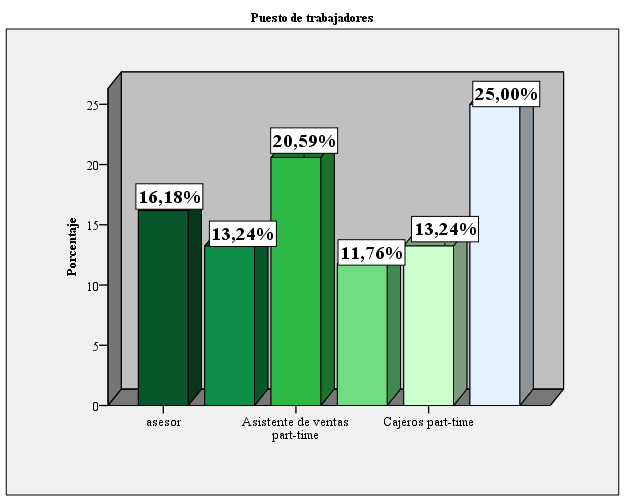 Puesto de trabajadores
Porcentaje
25
20
15
10
5
0
16,18%
13,24%
20,59%
11,76%
13,24%
25,00%
asesor
Asistente de ventas
part-time
Cajeros part-time